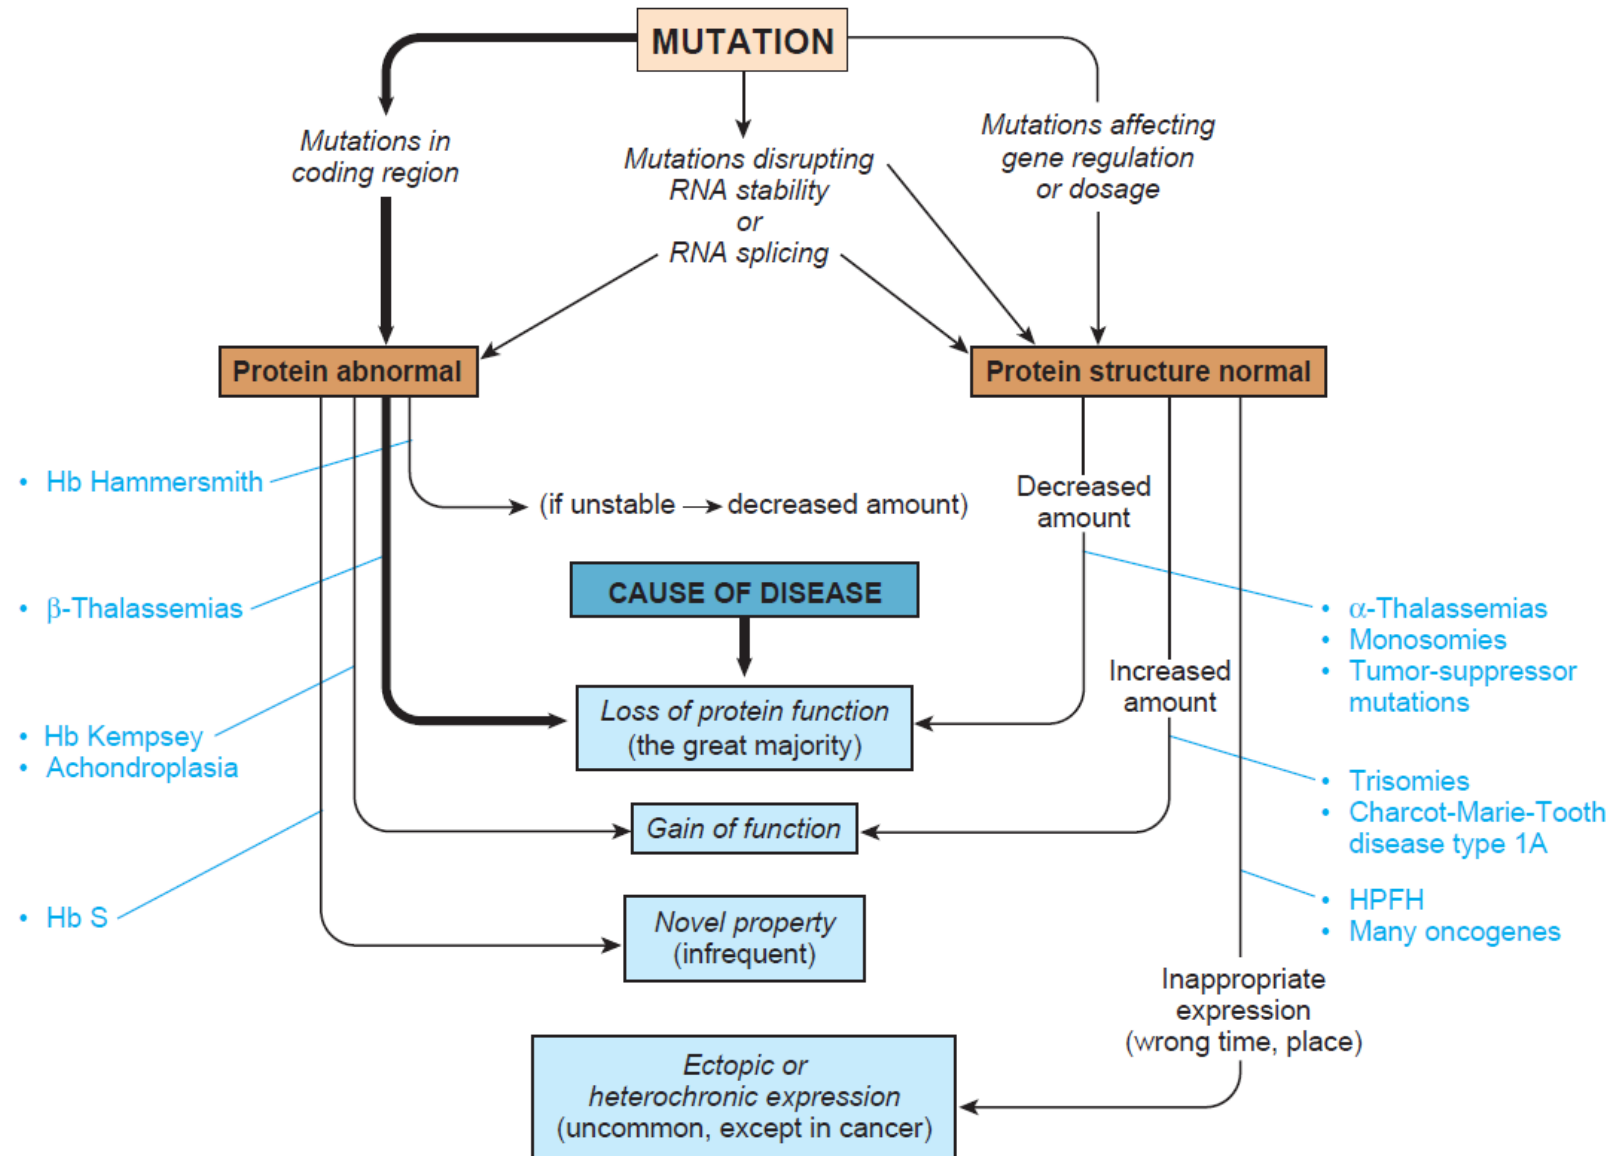 MUTATION
Mutations in
coding region
Mutations disrupting
RNA stability
or
RNA splicing
Mutations affecting
gene regulation
or dosage
Protein abnormal
Protein structure normal
• Hb Hammersmith
(if unstable → decreased amount)
Decreased
amount
CAUSE OF DISEASE
• β-Thalassemias
• α-Thalassemias
• Monosomies
• Tumor-suppressor
mutations
Increased
amount
Loss of protein function
(the great majority)
• Hb Kempsey
• Achondroplasia
• Trisomies
• Charcot-Marie-Tooth
disease type 1A
Gain of function
• HPFH
• Many oncogenes
• Hb S
Novel property
(infrequent)
Inappropriate
expression
(wrong time, place)
Ectopic or
heterochronic expression
(uncommon, except in cancer)